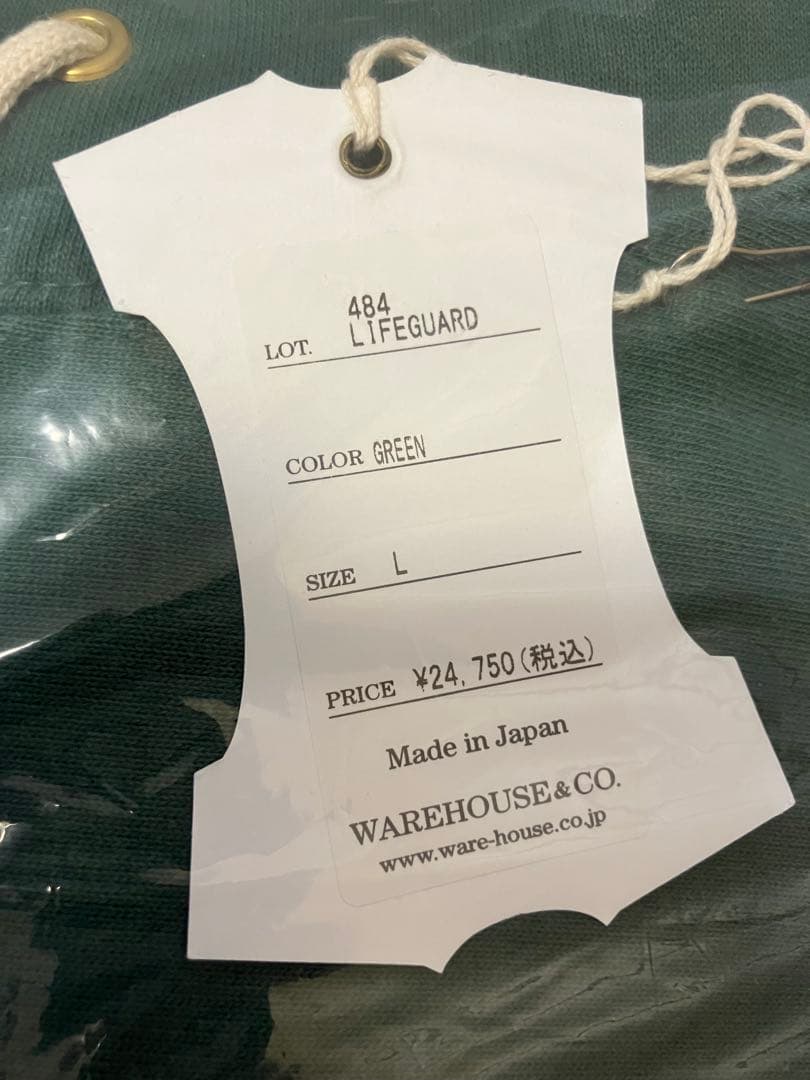 484
LOT. LIFEGUARD
COLOR GREEN
SIZE L
PRICE ¥24,750(税込)
Made in Japan
WAREHOUSE&CO.
www.ware-house.co.jp